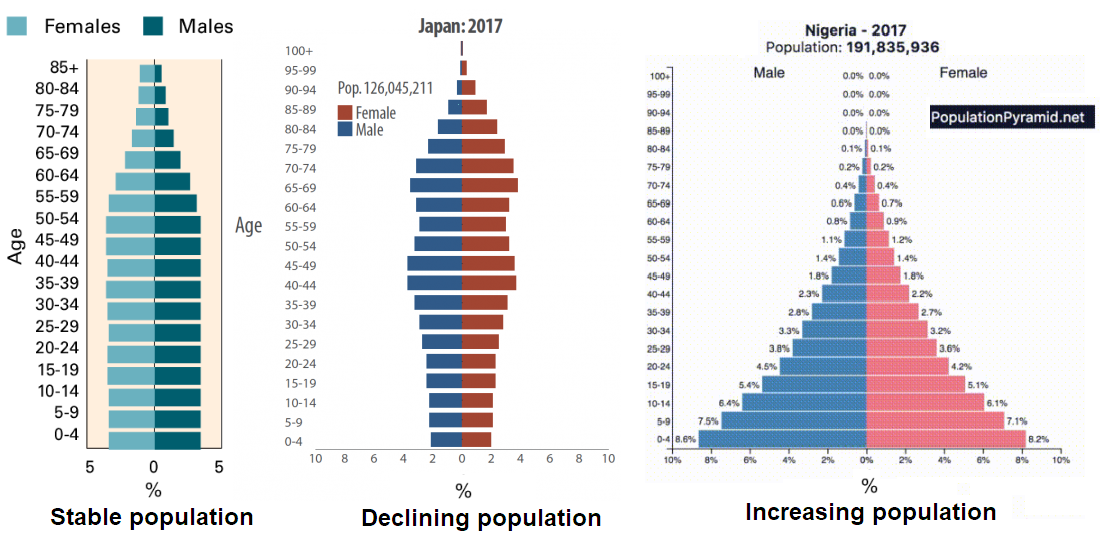 Females Males
85+
80-84
75-79
70-74
65-69
60-64
55-59
50-54
45-49
40-44
35-39
30-34
25-29
20-24
15-19
10-14
5-9
0-4
Age
5 0 5
%
Stable population
Japan: 2017
Pop. 126,045,211
Female
Male
100+
95-99
90-94
85-89
80-84
75-79
70-74
65-69
60-64
55-59
50-54
45-49
40-44
35-39
30-34
25-29
20-24
15-19
10-14
5-9
0-4
Age
10 8 6 4 2 0 2 4 6 8 10
%
Declining population
Nigeria - 2017
Population: 191,835,936
Male Female
PopulationPyramid.net
100+ 0.0% 0.0%
95-99 0.0% 0.0%
90-94 0.0% 0.0%
85-89 0.0% 0.0%
80-84 0.1% 0.1%
75-79 0.2% 0.2%
70-74 0.4% 0.4%
65-69 0.6% 0.7%
60-64 0.8% 0.9%
55-59 1.1% 1.2%
50-54 1.4% 1.4%
45-49 1.8% 1.8%
40-44 2.3% 2.2%
35-39 2.8% 2.7%
30-34 3.3% 3.2%
25-29 3.8% 3.6%
20-24 4.5% 4.2%
15-19 5.4% 5.1%
10-14 6.4% 6.1%
5-9 7.5% 7.1%
0-4 8.6% 8.2%
10% 8% 6% 4% 2% 0% 2% 4% 6% 8% 10%
%
Increasing population